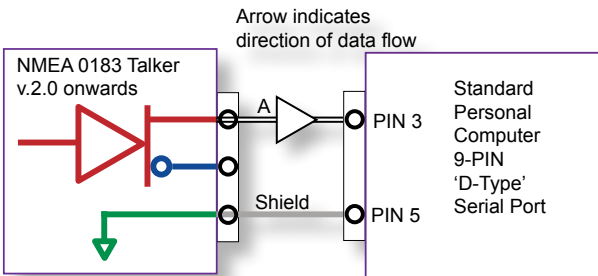 Arrow indicates
direction of data flow
NMEA 0183 Talker
v.2.0 onwards
A
PIN 3
Shield
PIN 5
Standard
Personal
Computer
9-PIN
‘D-Type’
Serial Port